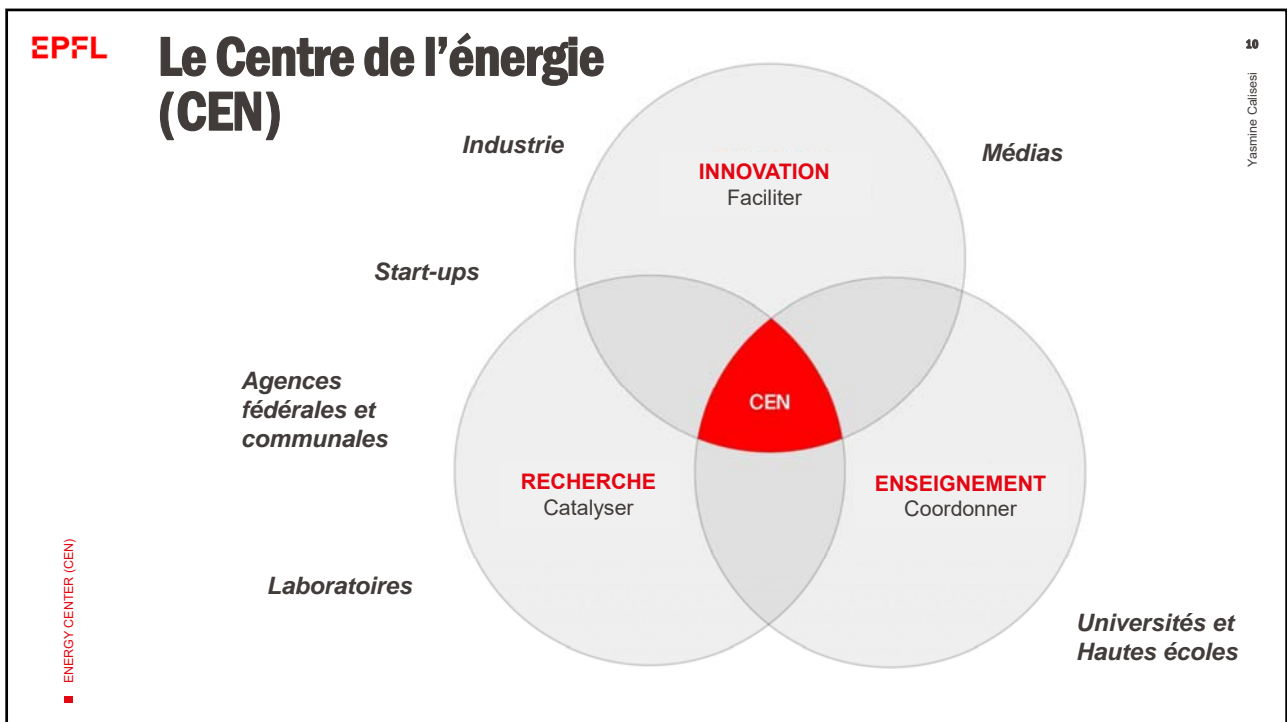 EPFL
Le Centre de l’énergie
(CEN)
10
Yasmine Calisesi
Industrie
Médias
INNOVATION
Faciliter
Start-ups
Agences
fédérales et
communales
CEN
RECHERCHE
Catalyser
ENSEIGNEMENT
Coordonner
Laboratoires
Universités et
Hautes écoles
ENERGY CENTER (CEN)